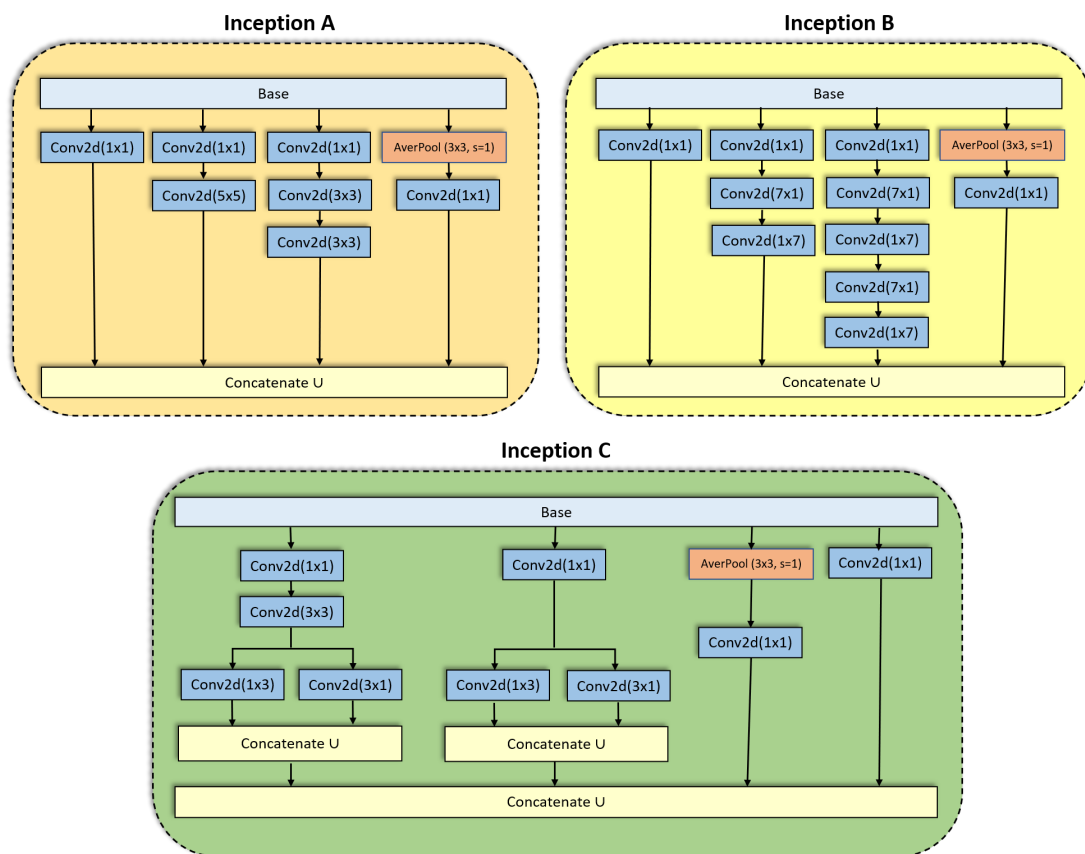 Inception A
Base
Conv2d(1x1)
Conv2d(1x1)
Conv2d(1x1)
AverPool (3x3, s=1)
Conv2d(5x5)
Conv2d(3x3)
Conv2d(1x1)
Conv2d(3x3)
Concatenate ∪
Inception B
Base
Conv2d(1x1)
Conv2d(1x1)
Conv2d(1x1)
AverPool (3x3, s=1)
Conv2d(7x1)
Conv2d(7x1)
Conv2d(1x1)
Conv2d(1x7)
Conv2d(1x7)
Conv2d(7x1)
Conv2d(1x7)
Concatenate ∪
Inception C
Base
Conv2d(1x1)
Conv2d(1x1)
AverPool (3x3, s=1)
Conv2d(1x1)
Conv2d(3x3)
Conv2d(1x1)
Conv2d(1x3)
Conv2d(3x1)
Conv2d(1x3)
Conv2d(3x1)
Concatenate ∪
Concatenate ∪
Concatenate ∪